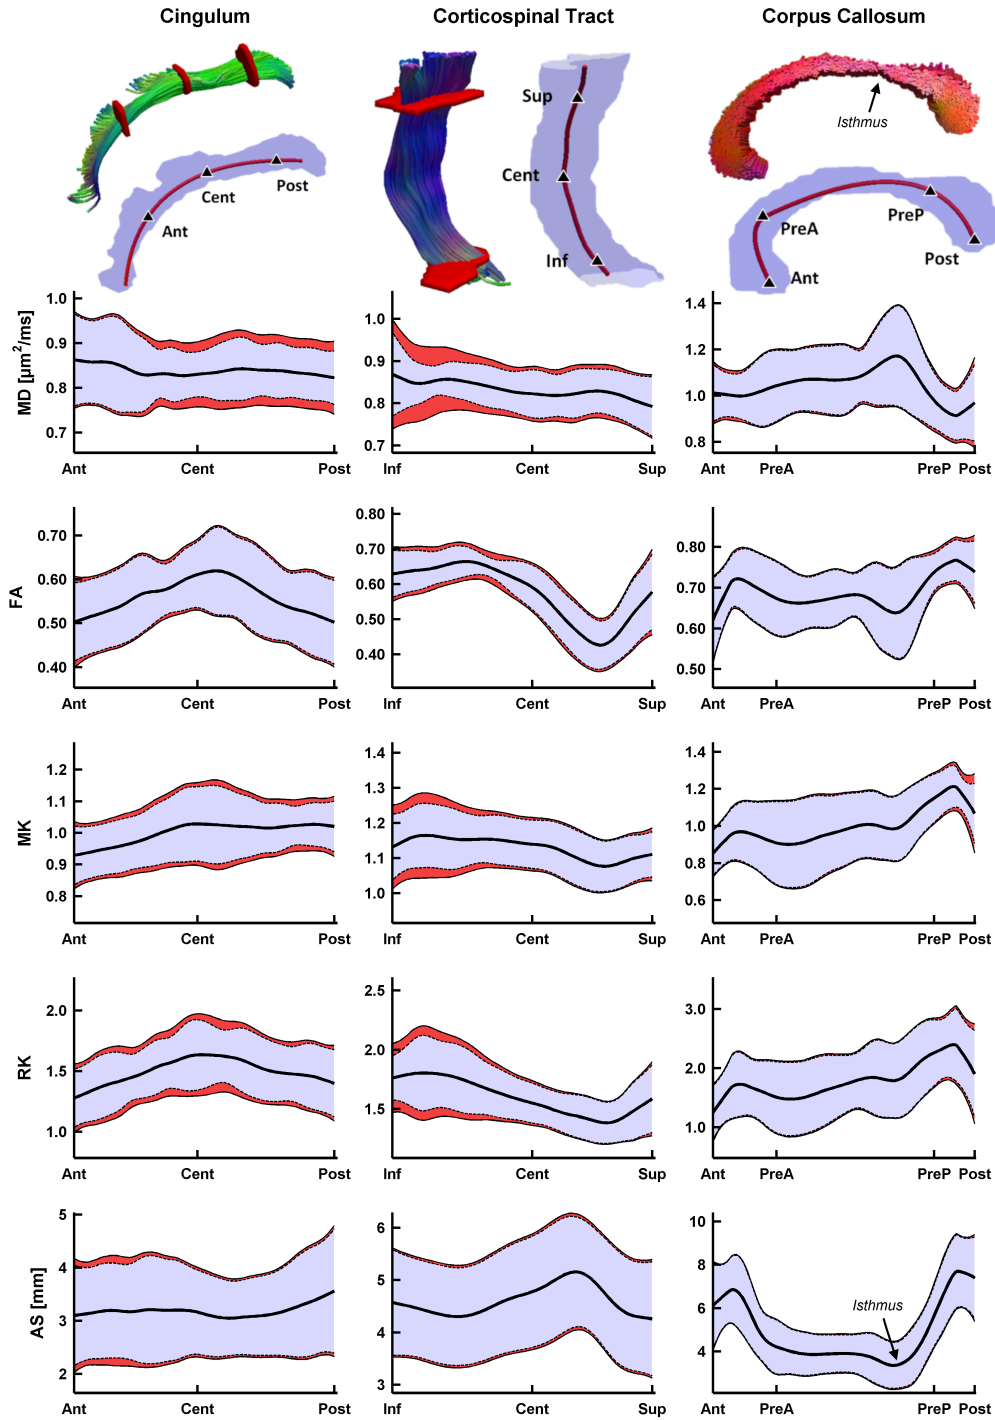 Cingulum Corticospinal Tract Corpus Callosum
Sup
Isthmus
Cent
Post
Cent
Ant
PreA
PreP
Inf
Post
Ant
MD [µm²/ms]
1.0
0.9
0.8
0.7
Ant Cent Post
1.0
0.9
0.8
0.7
Inf Cent Sup
1.4
1.2
1.0
0.8
Ant PreA PreP Post
FA
0.70
0.60
0.50
0.40
Ant Cent Post
0.80
0.70
0.60
0.50
0.40
Inf Cent Sup
0.80
0.70
0.60
0.50
Ant PreA PreP Post
MK
1.2
1.1
1.0
0.9
0.8
Ant Cent Post
1.4
1.3
1.2
1.1
1.0
Inf Cent Sup
1.4
1.2
1.0
0.8
0.6
Ant PreA PreP Post
RK
2.0
1.5
1.0
Ant Cent Post
2.5
2.0
1.5
Inf Cent Sup
3.0
2.0
1.0
Ant PreA PreP Post
AS [mm]
5
4
3
2
Ant Cent Post
6
5
4
3
Inf Cent Sup
10
8
6
4
Isthmus
Ant PreA PreP Post